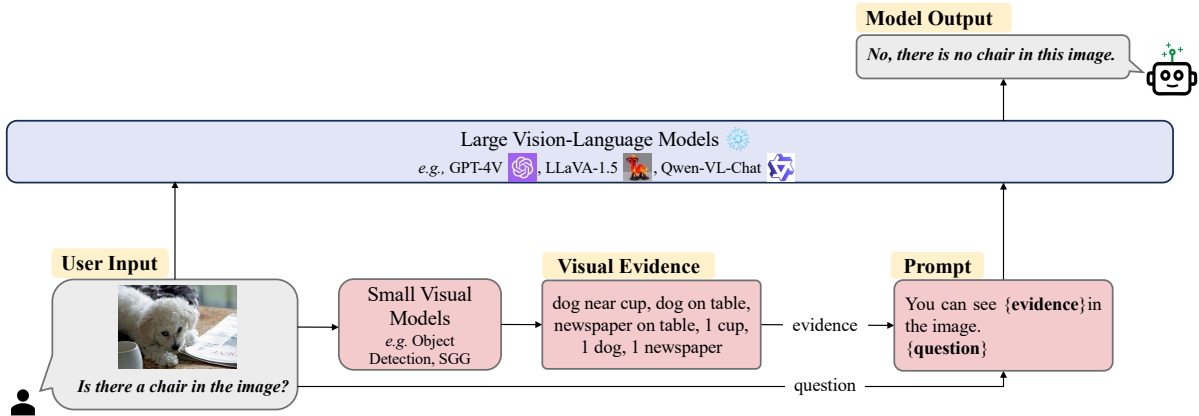 Model Output
No, there is no chair in this image.
Large Vision-Language Models
e.g., GPT-4V , LLaVA-1.5 , Qwen-VL-Chat
User Input
Is there a chair in the image?
Small Visual
Models
e.g. Object
Detection, SGG
Visual Evidence
dog near cup, dog on table,
newspaper on table, 1 cup,
1 dog, 1 newspaper
evidence
question
Prompt
You can see {evidence}in
the image.
{question}